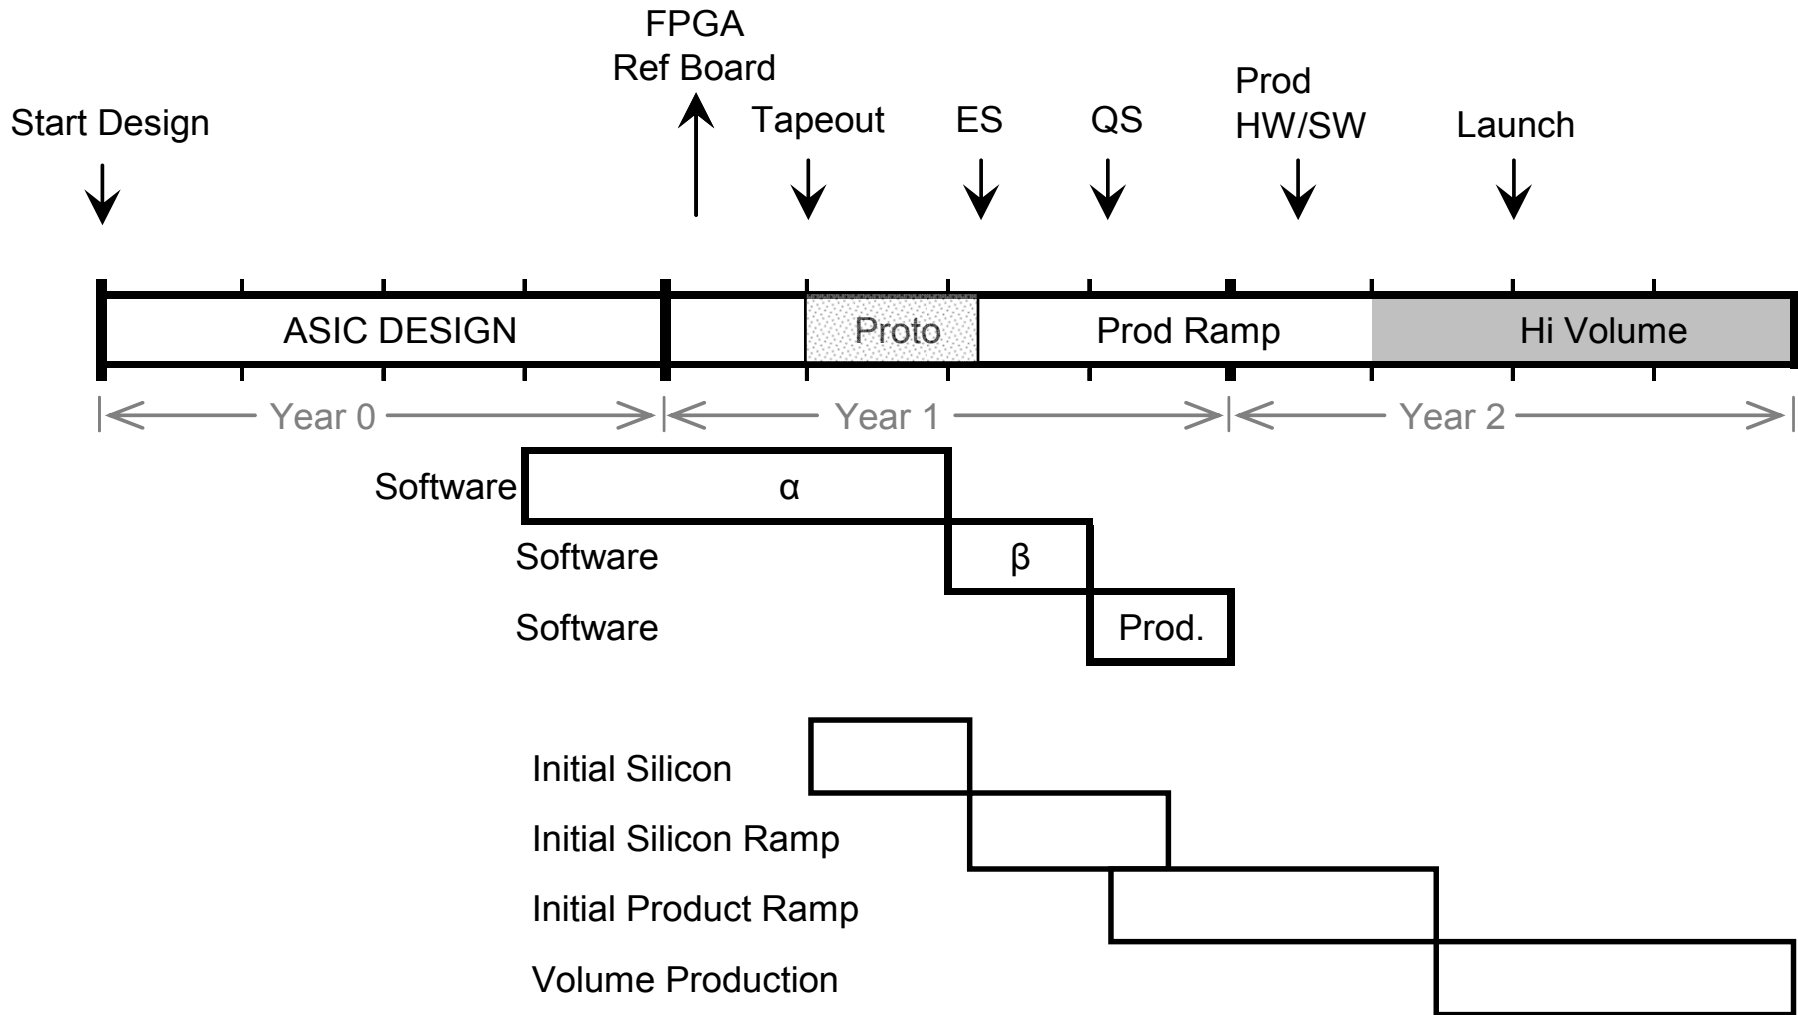 FPGA
Ref Board
Start Design
Tapeout
ES
QS
Prod
HW/SW
Launch
ASIC DESIGN
Proto
Prod Ramp
Hi Volume
Year 0
Year 1
Year 2
Software
α
Software
β
Software
Prod.
Initial Silicon
Initial Silicon Ramp
Initial Product Ramp
Volume Production